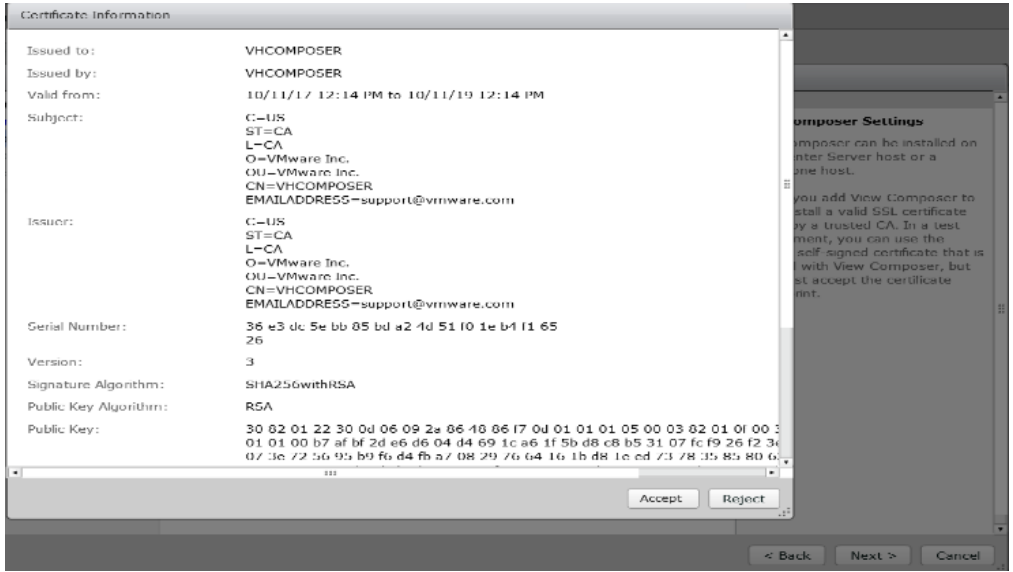 Certificate Information
Issued to: VHCOMPOSER
Issued by: VHCOMPOSER
Valid from: 10/11/17 12:14 PM to 10/11/19 12:14 PM
Subject: C=US
ST=CA
L=CA
O=VMware Inc.
OU=VMware Inc.
CN=VHCOMPOSER
EMAILADDRESS=support@vmware.com
Issuer: C=US
ST=CA
L=CA
O=VMware Inc.
OU=VMware Inc.
CN=VHCOMPOSER
EMAILADDRESS=support@vmware.com
Serial Number: 36 e3 dc 5e bb 85 bd a2 4d 51 f0 1e b4 f1 65
26
Version: 3
Signature Algorithm: SHA256withRSA
Public Key Algorithm: RSA
Public Key: 30 82 01 22 30 0d 06 09 2a 86 48 86 f7 0d 01 01 01 05 00 03 82 01 0f 00
01 01 00 b7 af bf 2d e6 d6 04 d4 69 1c a6 1f 5b d8 c8 b5 31 07 fc f9 26 f2
07 3e 72 56 95 b9 f6 d4 fb a7 08 29 76 64 16 1b d8 1e ed 73 78 35 85 80
Accept Reject
omposer Settings
omposer can be installed on
nter Server host or a
one host.
you add View Composer to
stall a valid SSL certificate
by a trusted CA. In a test
ment, you can use the
self-signed certificate that is
with View Composer, but
st accept the certificate
rint.
< Back Next > Cancel